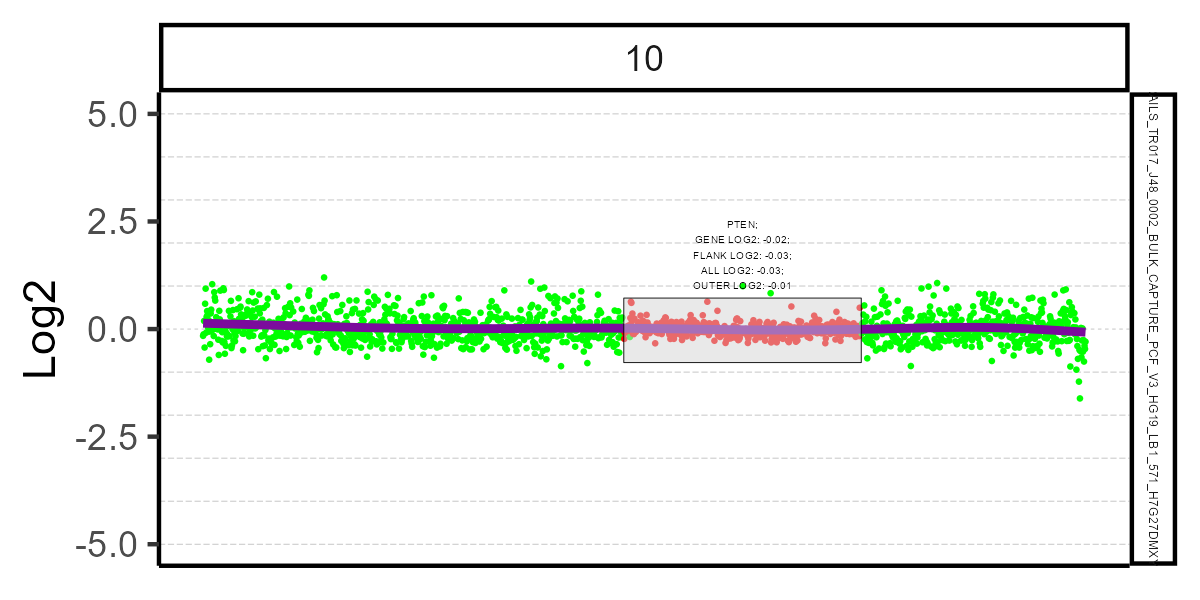 10
5.0
2.5
0.0
-2.5
-5.0
Log2
PTEN;
GENE LOG2: -0.02;
FLANK LOG2: -0.03;
ALL LOG2: -0.03;
OUTER LOG2: -0.01
AILS_TR017_J48_0002_BULK_CAPTURE_PCF_V3_HG19_LB1_571_H7G27DMX